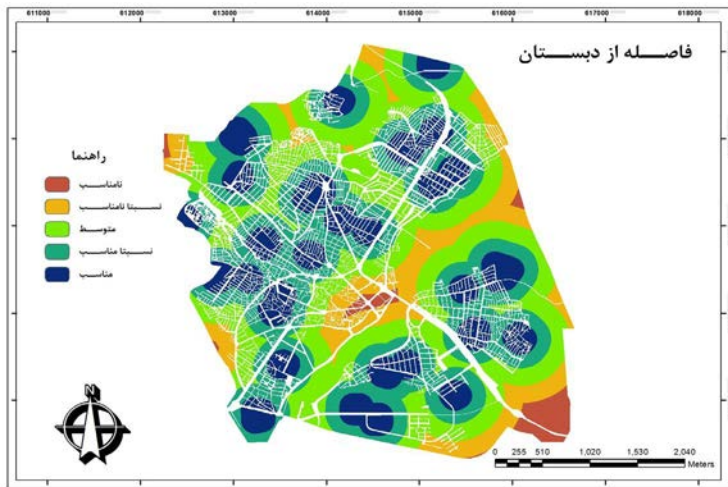 611000 612000 613000 614000 615000 616000 617000 618000
فاصله از دبستان
راهنما
نامناسب
نسبتا نامناسب
متوسط
نسبتا مناسب
مناسب
N
0 255 510 1,020 1,530 2,040
Meters